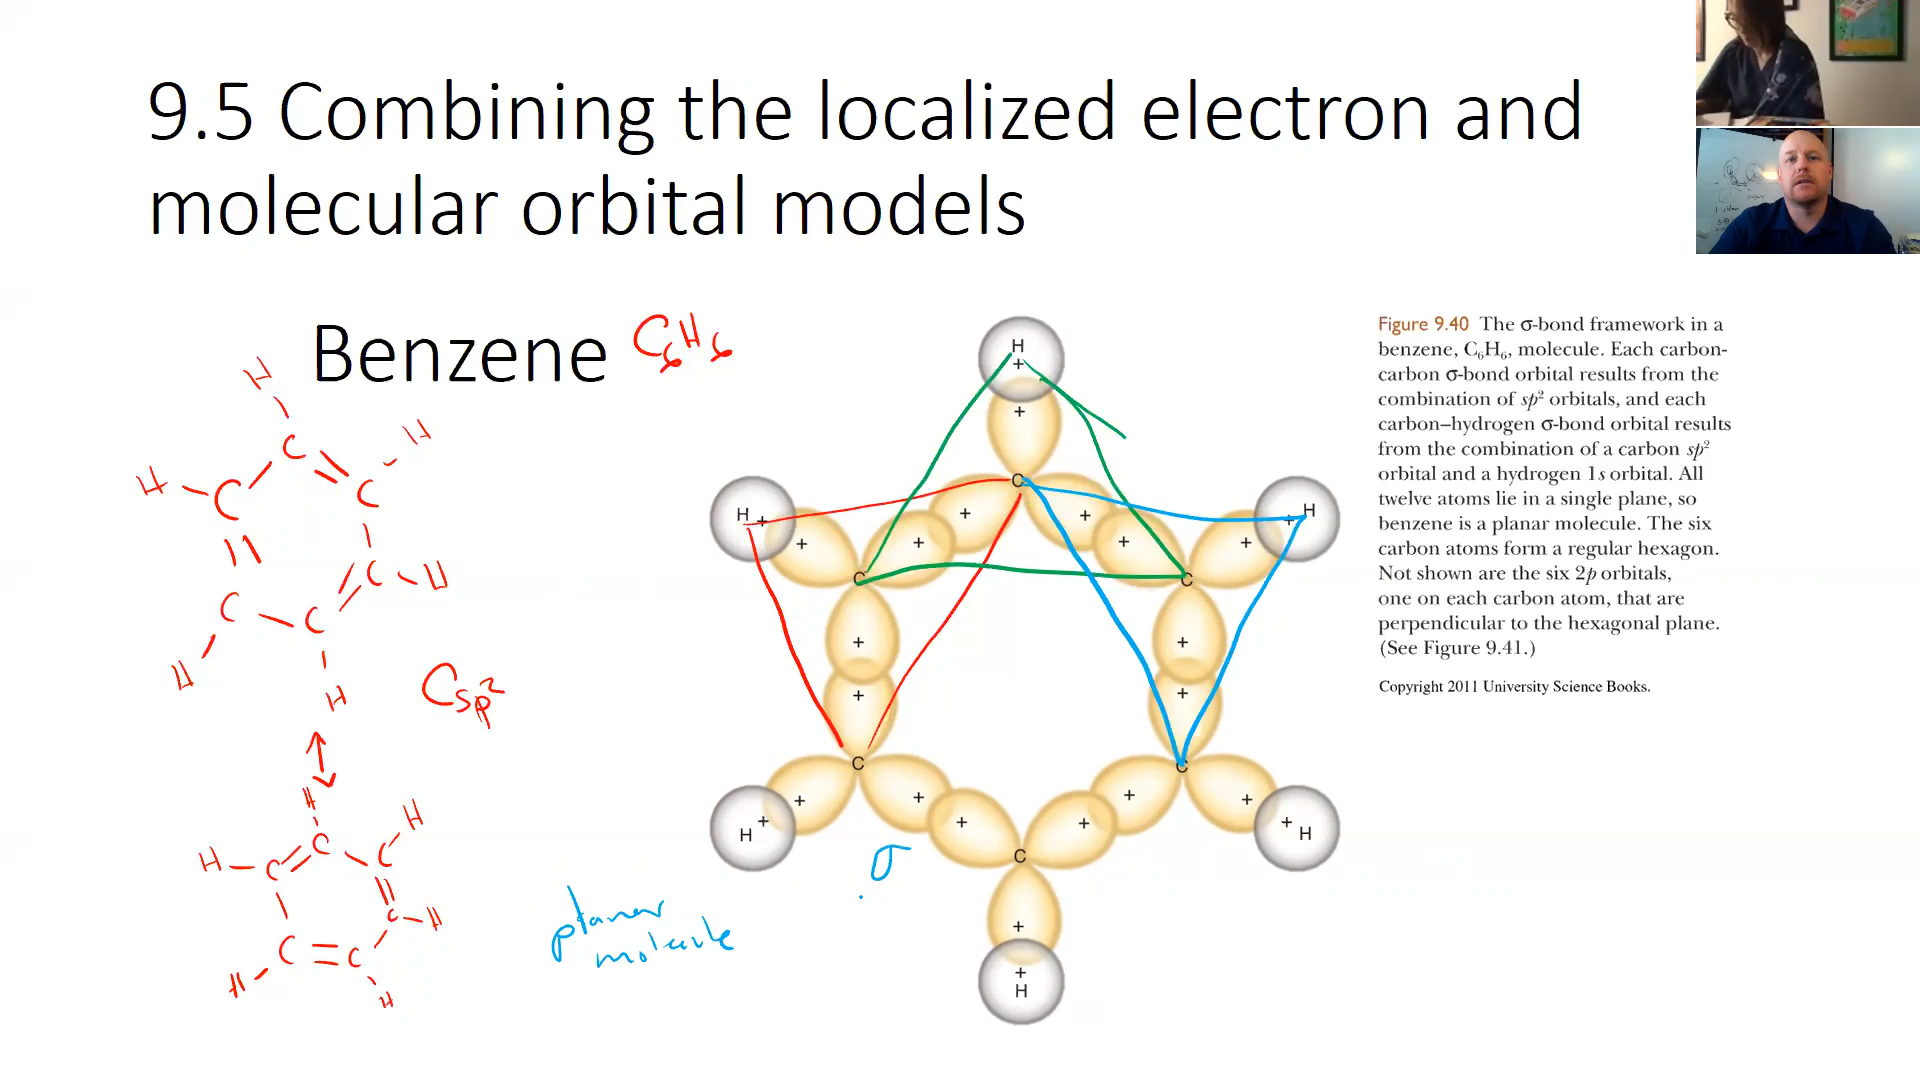 9.5 Combining the localized electron and
molecular orbital models
Benzene C₆H₆
H
H
H
C
C
C
C
C
C
H
H
H
Csp²
H
H
H
C
C
C
C
C
C
H
H
H
planar
molecule
σ
H
+
+
C
H
+
+
+
+
+
+
+
H
+
C
C
+
+
+
+
C
C
+
+
+
+
H
+
+
+
+
H
C
+
+
H
Figure 9.40 The σ-bond framework in a
benzene, C₆H₆, molecule. Each carbon-
carbon σ-bond orbital results from the
combination of sp² orbitals, and each
carbon–hydrogen σ-bond orbital results
from the combination of a carbon sp²
orbital and a hydrogen 1s orbital. All
twelve atoms lie in a single plane, so
benzene is a planar molecule. The six
carbon atoms form a regular hexagon.
Not shown are the six 2p orbitals,
one on each carbon atom, that are
perpendicular to the hexagonal plane.
(See Figure 9.41.)
Copyright 2011 University Science Books.